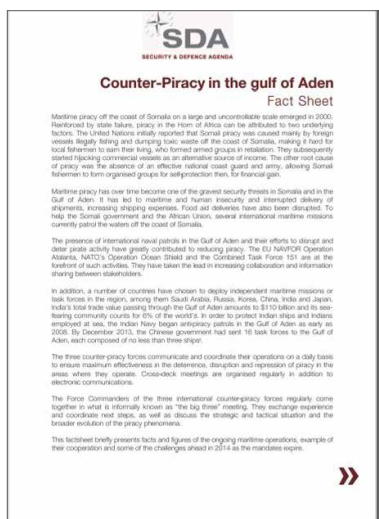 SDA
SECURITY & DEFENCE AGENDA
Counter-Piracy in the gulf of Aden
Fact Sheet
Maritime piracy off the coast of Somalia on a large and uncontrollable scale emerged in 2000.
Reinforced by state failure, piracy in the Horn of Africa can be attributed to two underlying
factors. The United Nations initially reported that Somali piracy was caused mainly by foreign
vessels illegally fishing and dumping toxic waste off the coast of Somalia, making it hard for
local fishermen to earn their living, who formed armed groups in retaliation. They subsequently
started hijacking commercial vessels as an alternative source of income. The other root cause
of piracy was the absence of an effective national coast guard and army, allowing Somali
fishermen to form organised groups for self-protection then, for financial gain.
Maritime piracy has over time become one of the gravest security threats in Somalia and in the
Gulf of Aden. It has led to maritime and human insecurity and interrupted delivery of
shipments, increasing shipping expenses. Food aid deliveries have also been disrupted. To
help the Somali government and the African Union, several international maritime missions
currently patrol the waters off the coast of Somalia.
The presence of international naval patrols in the Gulf of Aden and their efforts to disrupt and
deter pirate activity have greatly contributed to reducing piracy. The EU NAVFOR Operation
Atalanta, NATO's Operation Ocean Shield and the Combined Task Force 151 are at the
forefront of such activities. They have taken the lead in increasing collaboration and information
sharing between stakeholders.
In addition, a number of countries have chosen to deploy independent maritime missions or
task forces in the region, among them Saudi Arabia, Russia, Korea, China, India and Japan.
India's total trade value passing through the Gulf of Aden amounts to $110 billion and its sea-
fearing community counts for 6% of the world's. In order to protect Indian ships and Indians
employed at sea, the Indian Navy began anti-piracy patrols in the Gulf of Aden as early as
2008. By December 2013, the Chinese government had sent 16 task forces to the Gulf of
Aden, each composed of no less than three ships.
The three counter-piracy forces communicate and coordinate their operations on a daily basis
to ensure maximum effectiveness in the deterrence, disruption and repression of piracy in the
areas where they operate. Cross-deck meetings are organised regularly in addition to
electronic communications.
The Force Commanders of the three international counter-piracy forces regularly come
together in what is informally known as "the big three" meeting. They exchange experience
and coordinate next steps, as well as discuss the strategic and tactical situation and the
broader evolution of the piracy phenomena.
This factsheet briefly presents facts and figures of the ongoing maritime operations, example of
their cooperation and some of the challenges ahead in 2014 as the mandates expire.